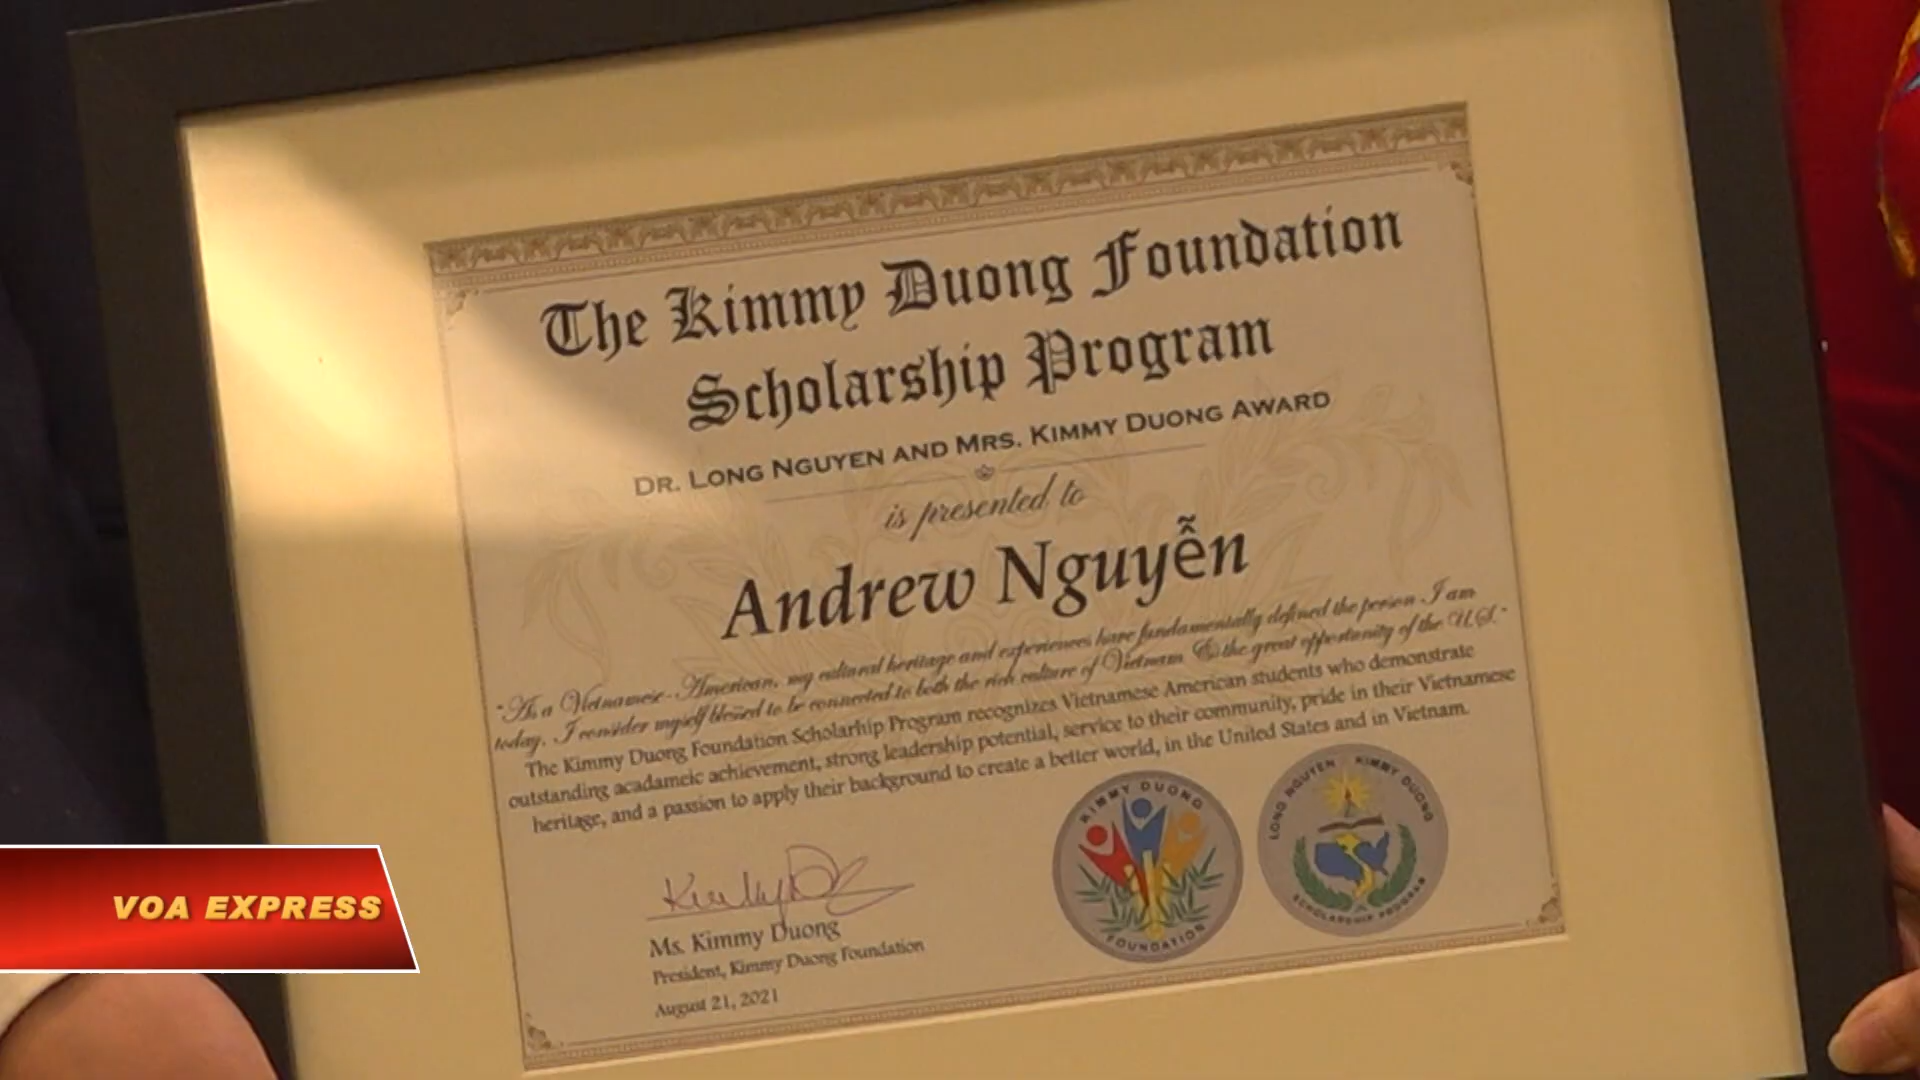 The Kimmy Duong Foundation
Scholarship Program
DR. LONG NGUYEN AND MRS. KIMMY DUONG AWARD
is presented to
Andrew Nguyễn
"As a Vietnamese-American, my cultural heritage and experiences have fundamentally defined the person I am
today. I consider myself blessed to be connected to both the rich culture of Vietnam & the great opportunity of the U.S."
The Kimmy Duong Foundation Scholarhip Program recognizes Vietnamese American students who demonstrate
outstanding acadameic achievement, strong leadership potential, service to their community, pride in their Vietnamese
heritage, and a passion to apply their background to create a better world, in the United States and in Vietnam.
KIMMY DUONG
FOUNDATION
LONG NGUYEN KIMMY DUONG
SCHOLARSHIP PROGRAM
Ms. Kimmy Duong
President, Kimmy Duong Foundation
August 21, 2021
VOA EXPRESS